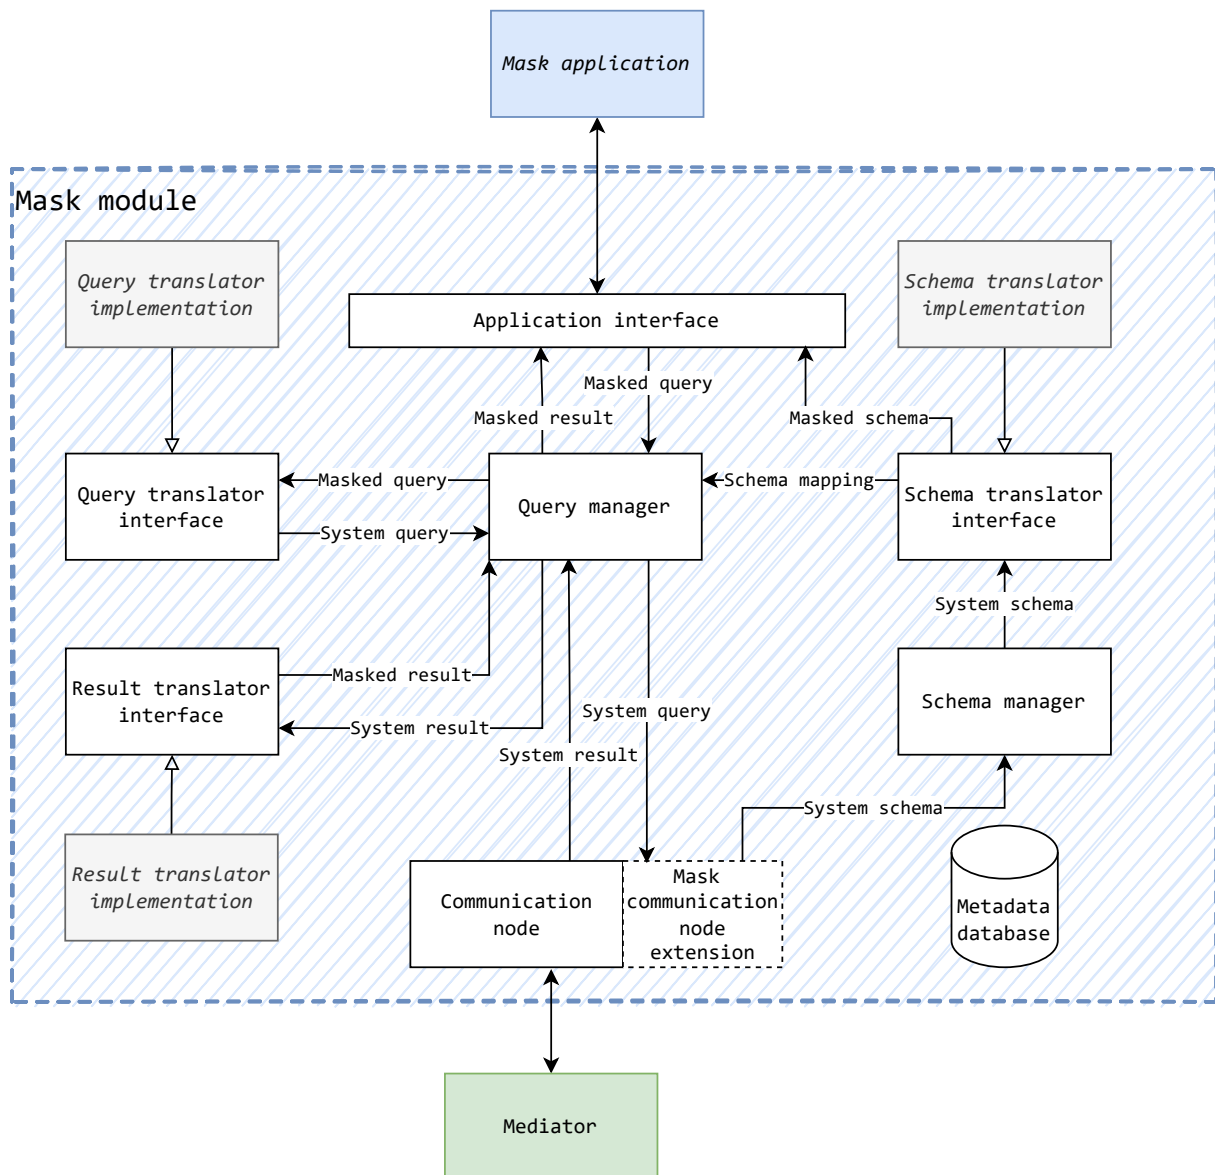 Mask application
Mask module
Query translator
implementation
Schema translator
implementation
Application interface
Masked query
Masked result
Masked schema
Query translator
interface
Masked query
System query
Query manager
Schema mapping
Schema translator
interface
System schema
Result translator
interface
Masked result
System result
System query
System result
Schema manager
System schema
Result translator
implementation
Communication
node
Mask
communication
node
extension
Metadata
database
Mediator